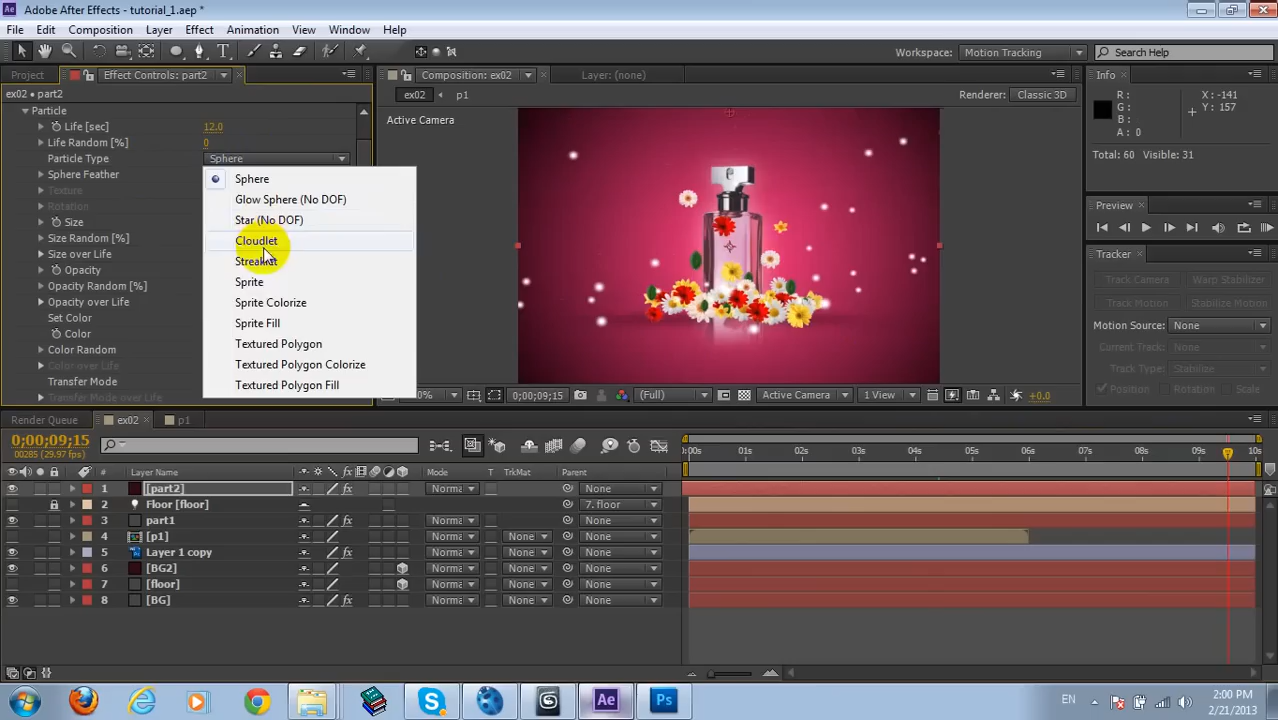 Adobe After Effects - tutorial_1.aep *
File Edit Composition Layer Effect Animation View Window Help
Workspace: Motion Tracking Search Help
Project Effect Controls: part2 Composition: ex02 Layer: (none) Info
ex02 • part2 ex02 p1 Renderer: Classic 3D
Particle
Life [sec] 12.0
Life Random [%] 0
Particle Type Sphere
Sphere Feather
Texture
Rotation
Size
Size Random [%]
Size over Life
Opacity
Opacity Random [%]
Opacity over Life
Set Color
Color
Color Random
Color over Life
Transfer Mode
Transfer Mode over Life
Sphere
Glow Sphere (No DOF)
Star (No DOF)
Cloudlet
Streaklet
Sprite
Sprite Colorize
Sprite Fill
Textured Polygon
Textured Polygon Colorize
Textured Polygon Fill
Active Camera
(Full) Active Camera 1 View +0.0
0;00;09;15
R:
G:
B:
A: 0
X: -141
Y: 157
Total: 60 Visible: 31
Preview
Tracker
Track Camera Warp Stabilizer
Track Motion Stabilize Motion
Motion Source: None
Current Track: None
Track Type: Stabilize
Position Rotation Scale
Render Queue ex02 p1
0;00;09;15
00285 (29.97 fps)
:00s 01s 02s 03s 04s 05s 06s 07s 08s 09s 10s
# Layer Name Mode T TrkMat Parent
1 [part2] Norma None
2 Floor [floor] 7. floor
3 part1 Norma None
4 [p1] Norma None None
5 Layer 1 copy Norma None None
6 [BG2] Norma None None
7 [floor] Norma None None
8 [BG] Norma None None
EN 2:00 PM
2/21/2013